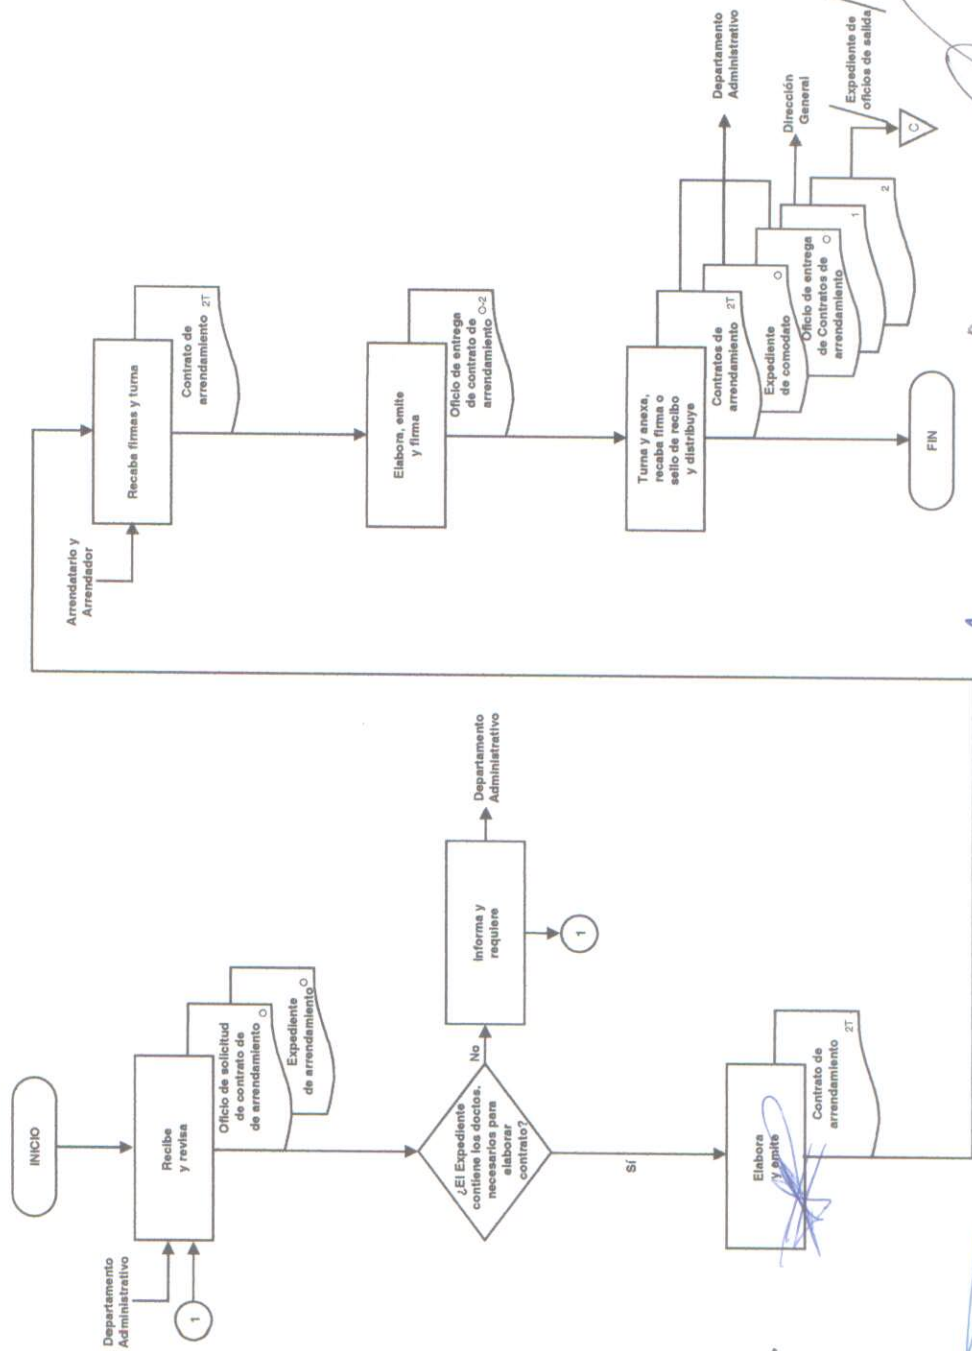 INICIO
Departamento
Administrativo
1
Recibe
y revisa
Oficio de solicitud
de contrato de
de arrendamiento O
Expediente
de arrendamiento O
¿El Expediente
contiene los doctos.
necesarios para
elaborar
contrato?
No
Informa y
requiere
Departamento
Administrativo
1
Sí
Elabora
y emite
Contrato de
arrendamiento 2T
Arrendatario y
Arrendador
Recaba firmas y turna
Contrato de
arrendamiento 2T
Elabora, emite
y firma
Oficio de entrega
de contrato de
arrendamiento O-2
Turna y anexa,
recaba firma o
sello de recibo
y distribuye
Contratos de
arrendamiento 2T
Expediente
de comodato O
Oficio de entrega
de Contratos de
arrendamiento O
1
2
Departamento
Administrativo
Dirección
General
Expediente de
oficios de salida
C
FIN